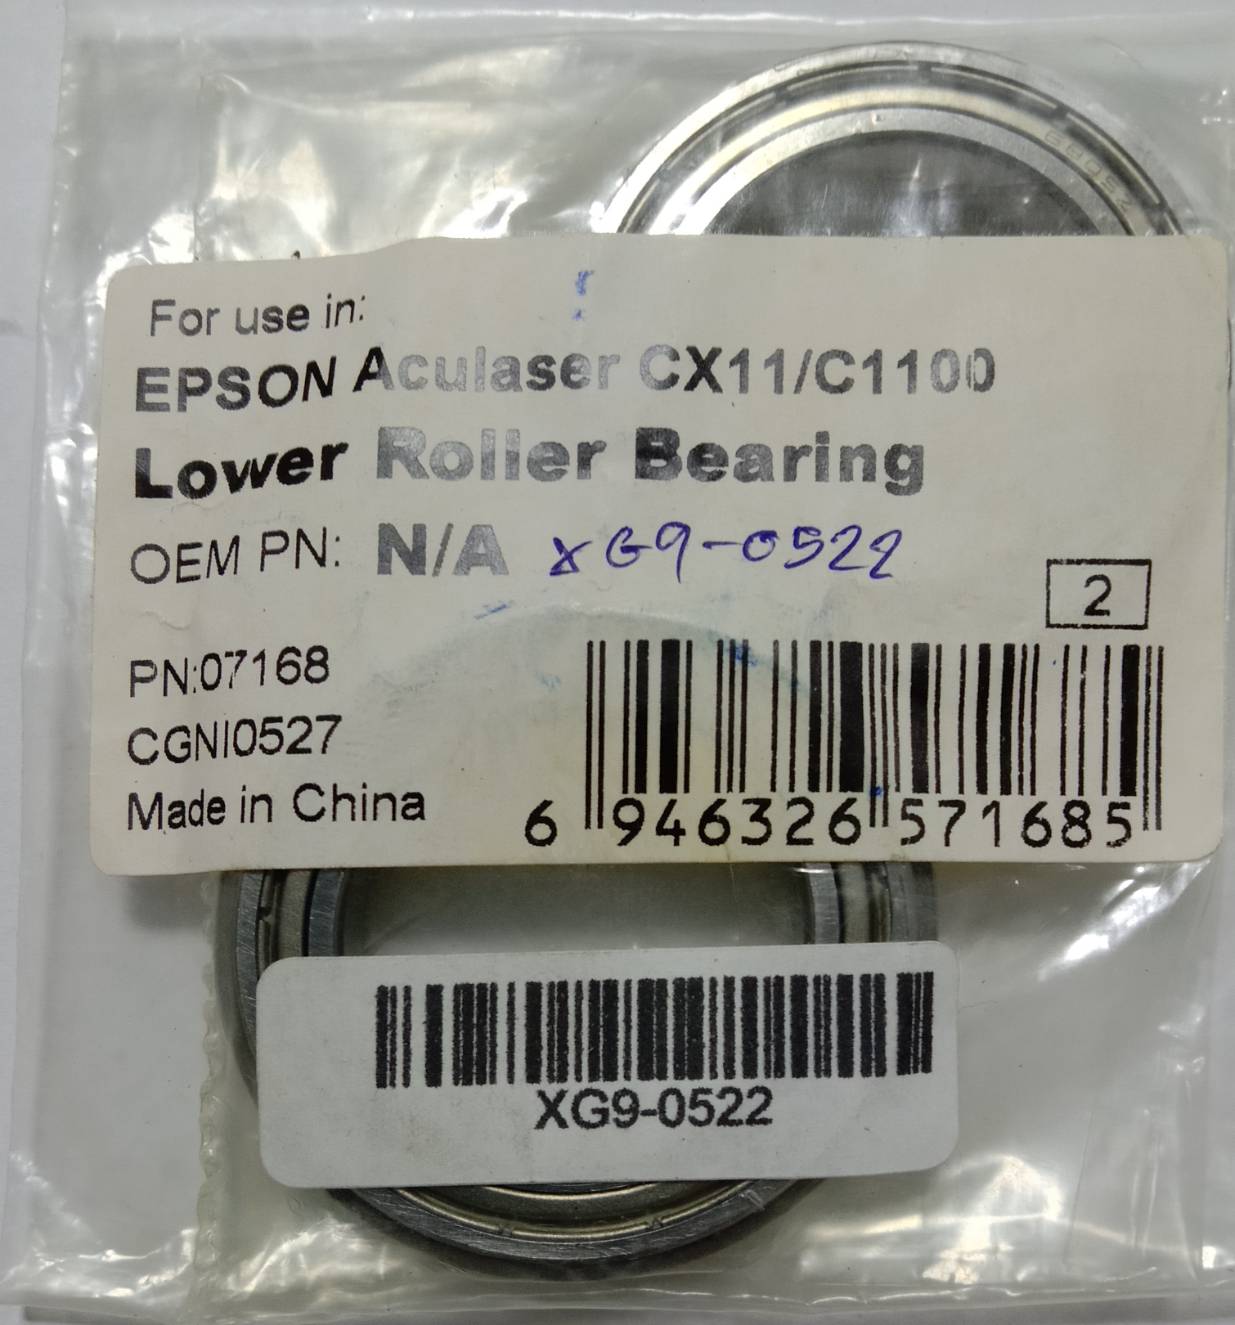 6805Z
For use in:
EPSON Aculaser CX11/C1100
Lower Roller Bearing
OEM PN: N/A XG9-0522
2
PN:07168
CGNI0527
Made in China
6 946326 571685
XG9-0522